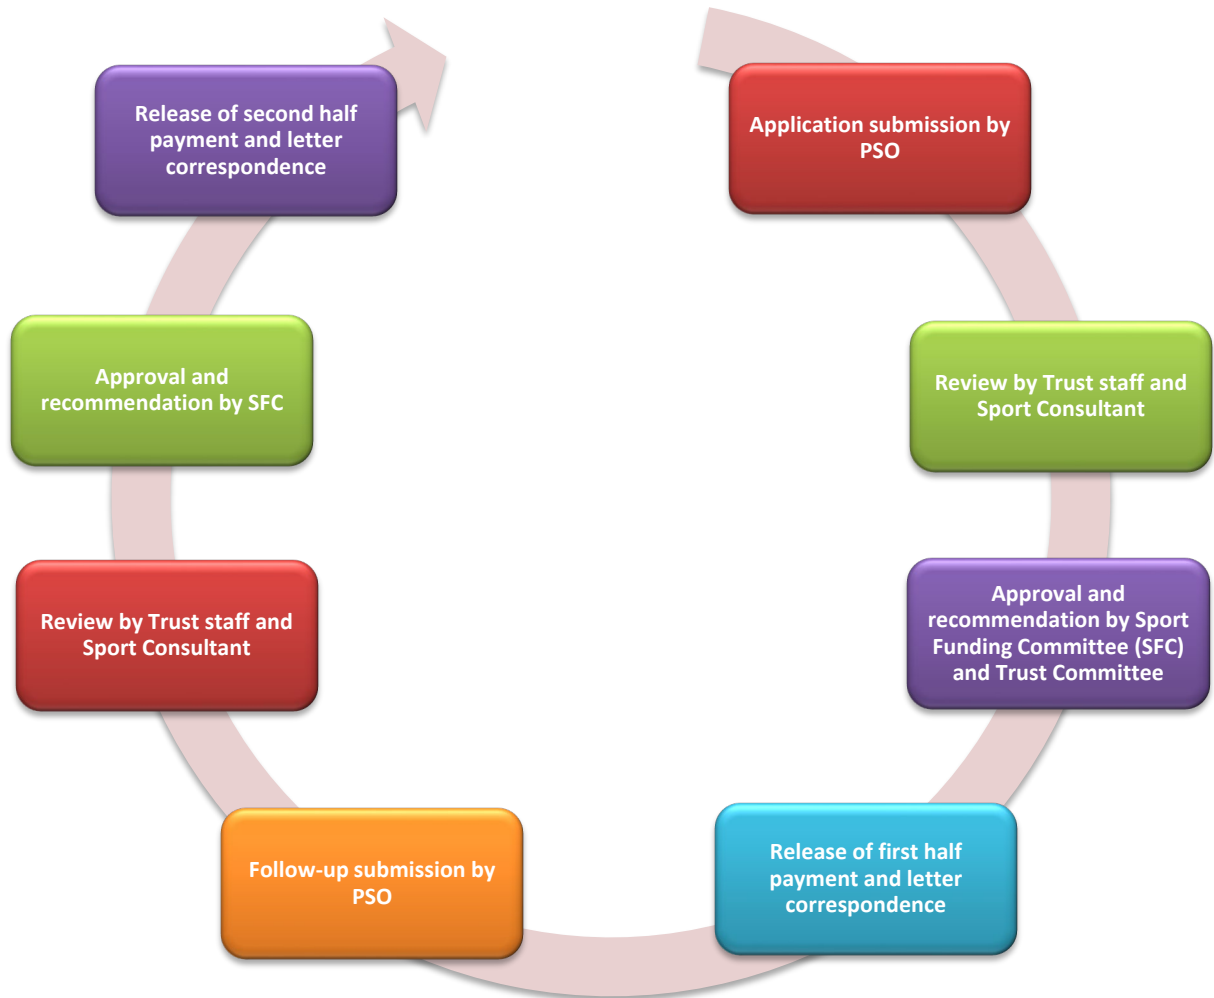 Application submission by
PSO
Review by Trust staff and
Sport Consultant
Approval and
recommendation by Sport
Funding Committee (SFC)
and Trust Committee
Release of first half
payment and letter
correspondence
Follow-up submission by
PSO
Review by Trust staff and
Sport Consultant
Approval and
recommendation by SFC
Release of second half
payment and letter
correspondence